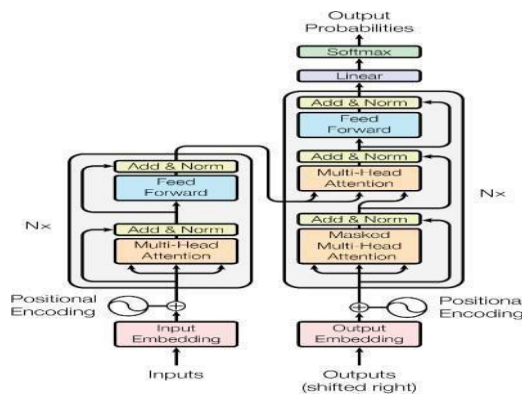 Output
Probabilities
Softmax
Linear
Add & Norm
Feed
Forward
Add & Norm
Multi-Head
Attention
Add & Norm
Masked
Multi-Head
Attention
Nx
Add & Norm
Feed
Forward
Add & Norm
Multi-Head
Attention
Nx
Positional
Encoding
Input
Embedding
Inputs
Positiona
Encoding
Output
Embedding
Outputs
(shifted right)